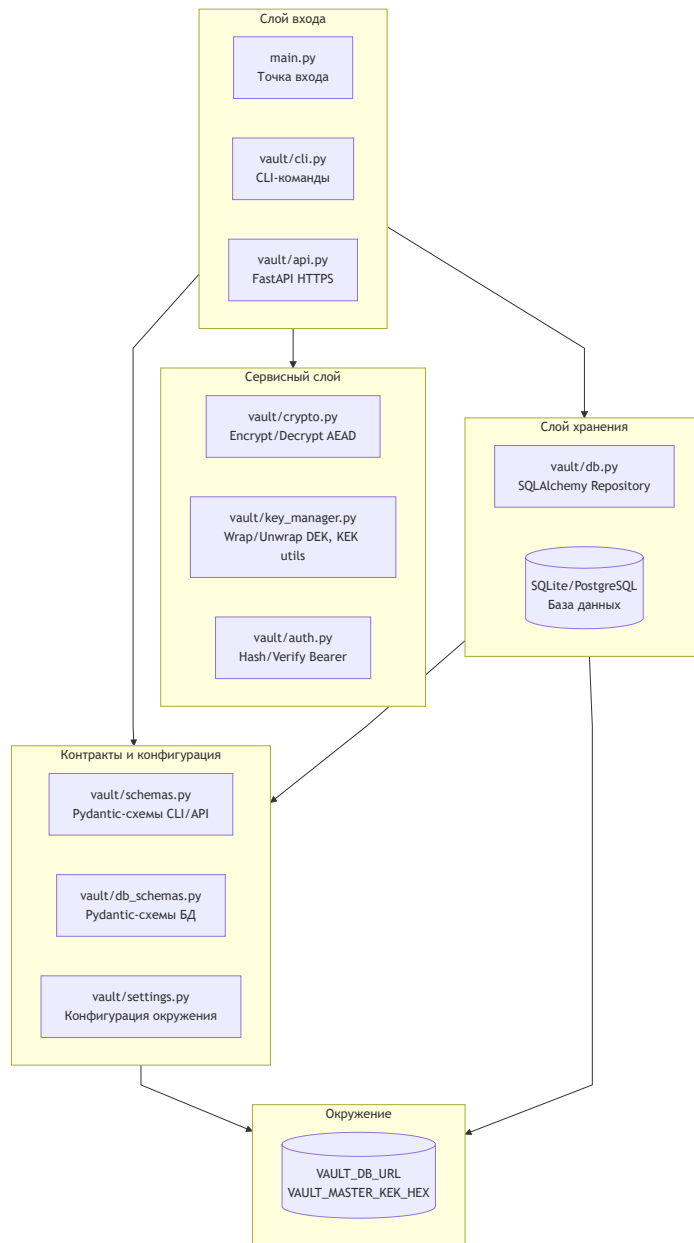 Слой входа
main.py
Точка входа
vault/cli.py
CLI-команды
vault/api.py
FastAPI HTTPS
Сервисный слой
vault/crypto.py
Encrypt/Decrypt AEAD
vault/key_manager.py
Wrap/Unwrap DEK, KEK
utils
vault/auth.py
Hash/Verify Bearer
Слой хранения
vault/db.py
SQLAlchemy Repository
SQLite/PostgreSQL
База данных
Контракты и конфигурация
vault/schemas.py
Pydantic-схемы CLI/API
vault/db_schemas.py
Pydantic-схемы БД
vault/settings.py
Конфигурация окружения
Окружение
VAULT_DB_URL
VAULT_MASTER_KEK_HEX